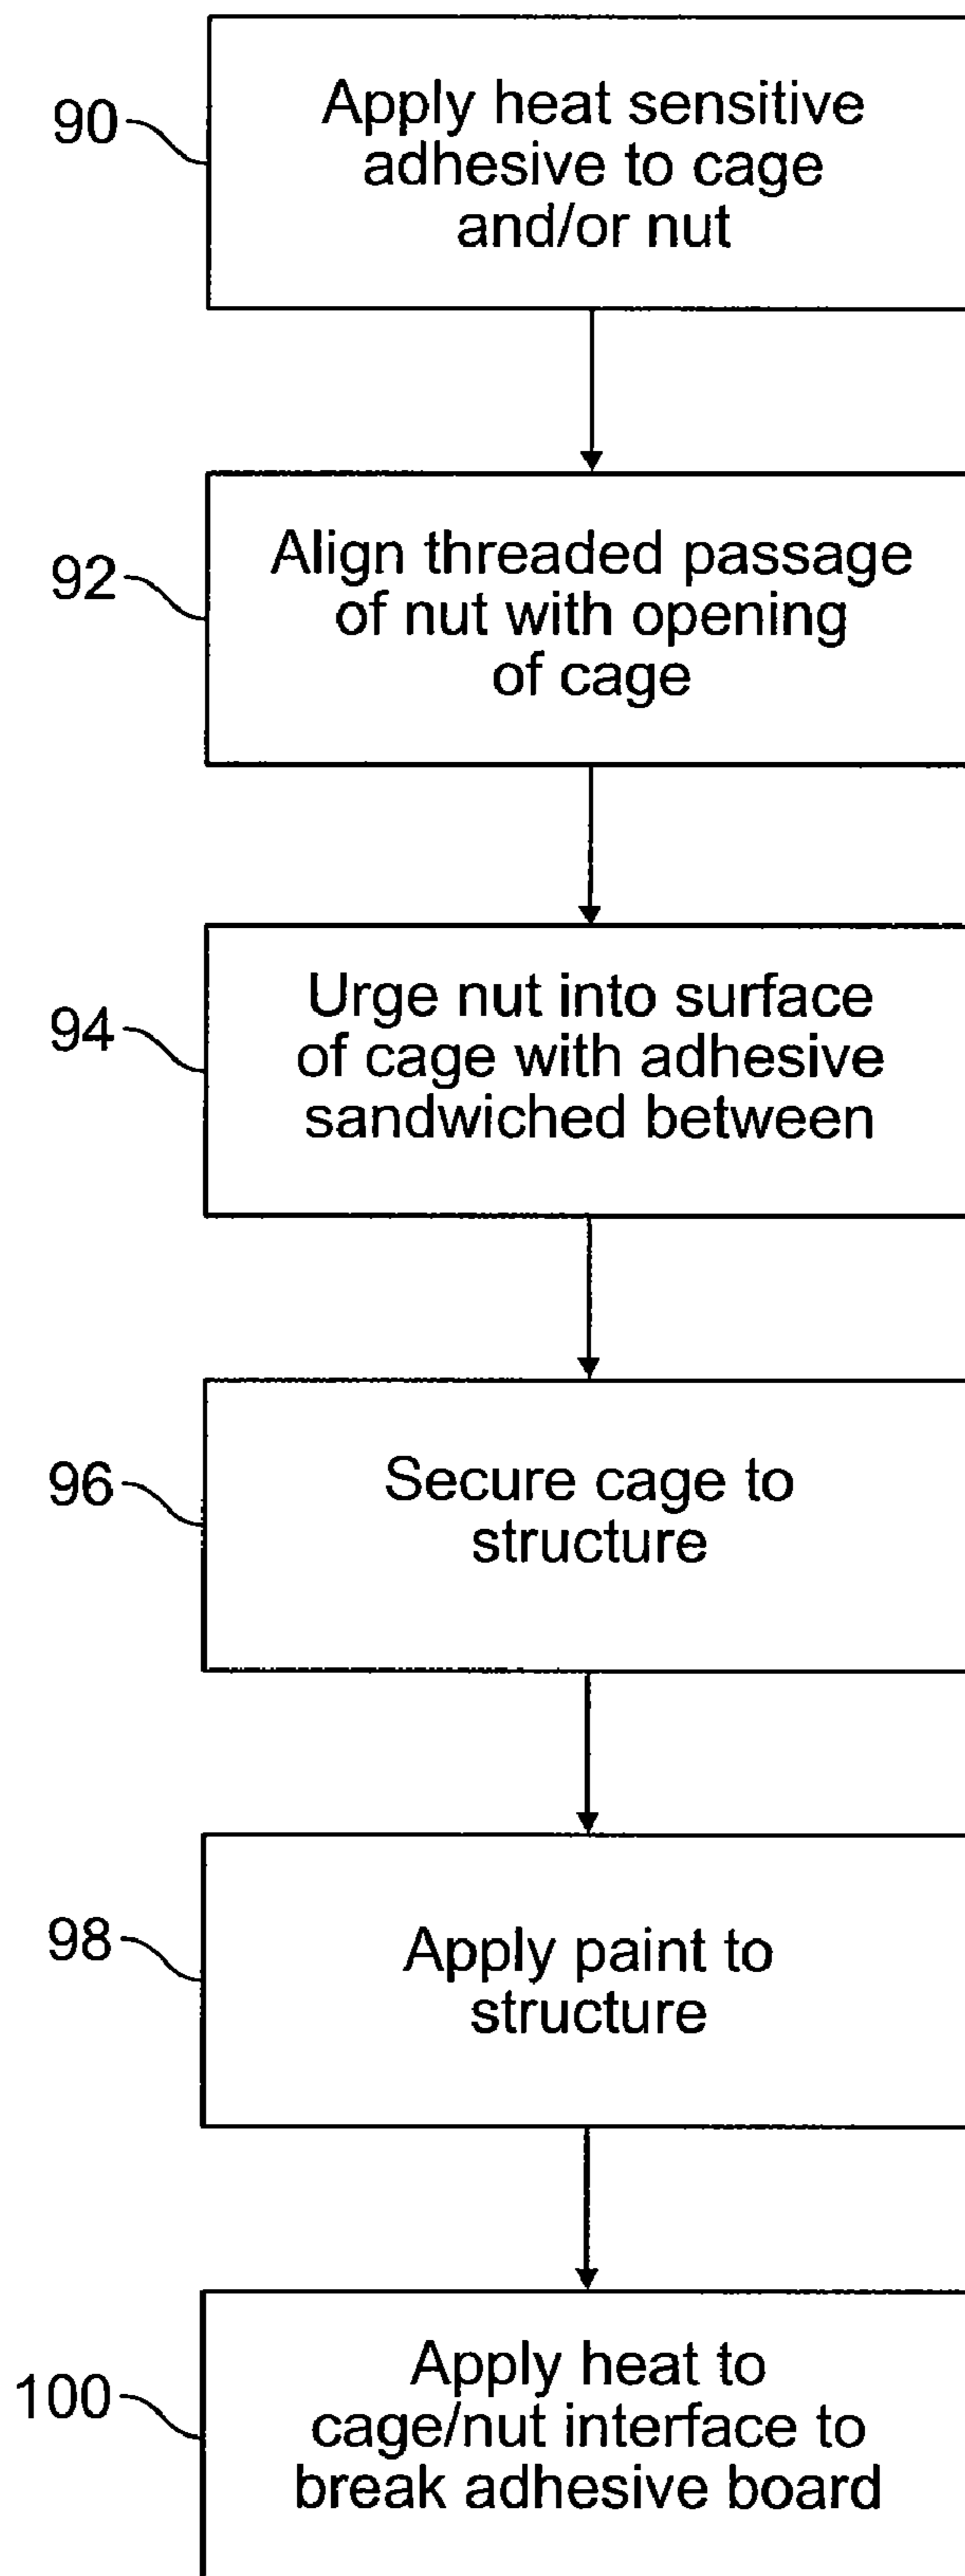 90
Apply heat sensitive
adhesive to cage
and/or nut
92
Align threaded passage
of nut with opening
of cage
94
Urge nut into surface
of cage with adhesive
sandwiched between
96
Secure cage to
structure
98
Apply paint to
structure
100
Apply heat to
cage/nut interface to
break adhesive board